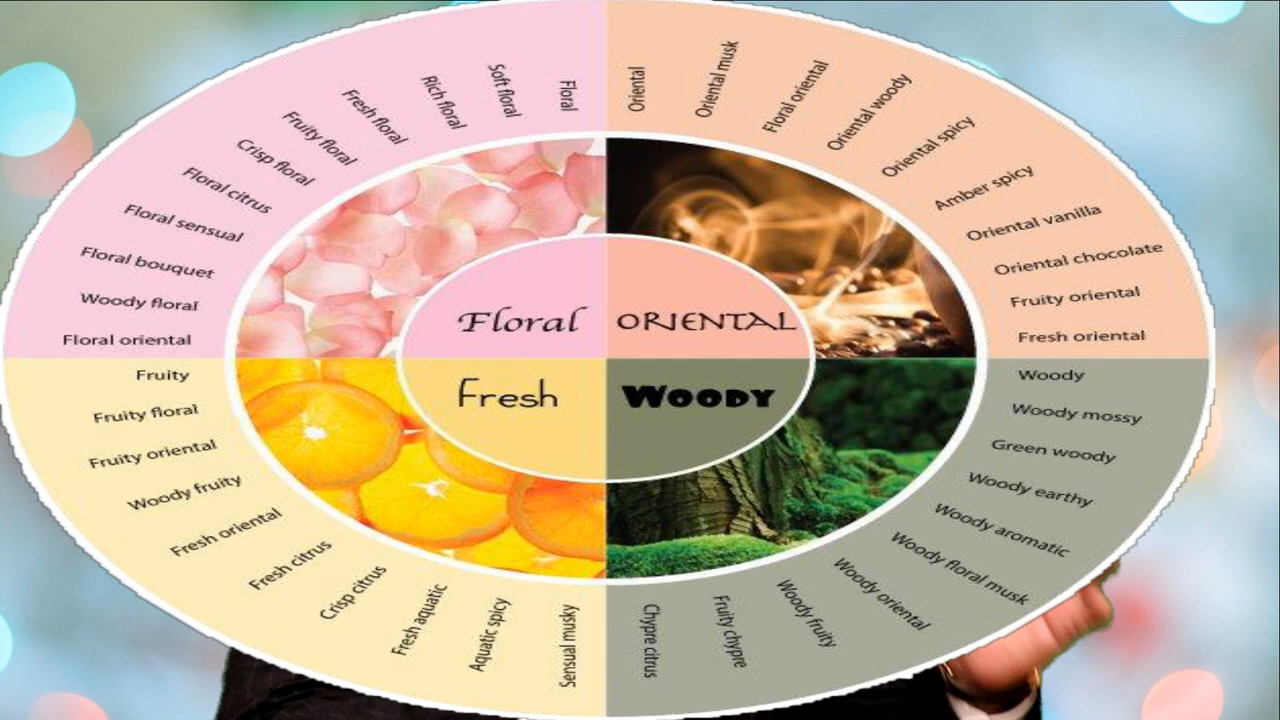 Floral
ORIENTAL
Fresh
WOODY
Oriental
Oriental musk
Floral oriental
Oriental woody
Oriental spicy
Amber spicy
Oriental vanilla
Oriental chocolate
Fruity oriental
Fresh oriental
Woody
Woody mossy
Green woody
Woody earthy
Woody aromatic
Woody floral musk
Woody oriental
Woody fruity
Fruity chypre
Chypre citrus
Sensual musky
Aquatic spicy
Fresh aquatic
Crisp citrus
Fresh citrus
Fresh oriental
Woody fruity
Fruity oriental
Fruity floral
Fruity
Floral oriental
Woody floral
Floral bouquet
Floral sensual
Floral citrus
Crisp floral
Fruity floral
Fresh floral
Rich floral
Soft floral
Floral